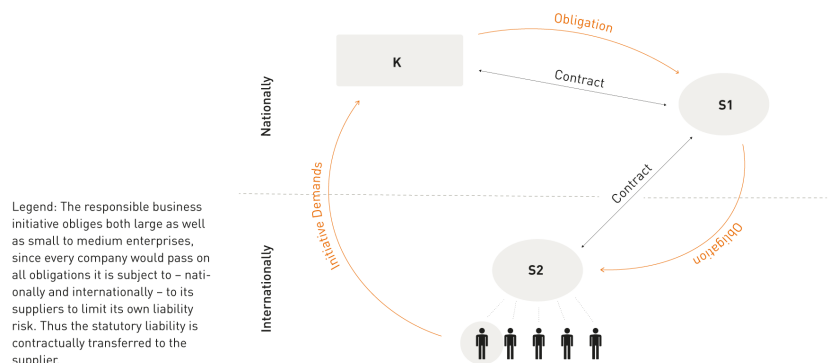 Obligation
K
Contract
S1
Nationally
Contract
Initiative Demands
Obligation
Legend: The responsible business
initiative obliges both large as well
as small to medium enterprises,
since every company would pass on
all obligations it is subject to – nati-
onally and internationally – to its
suppliers to limit its own liability
risk. Thus the statutory liability is
contractually transferred to the
supplier
Internationally
S2